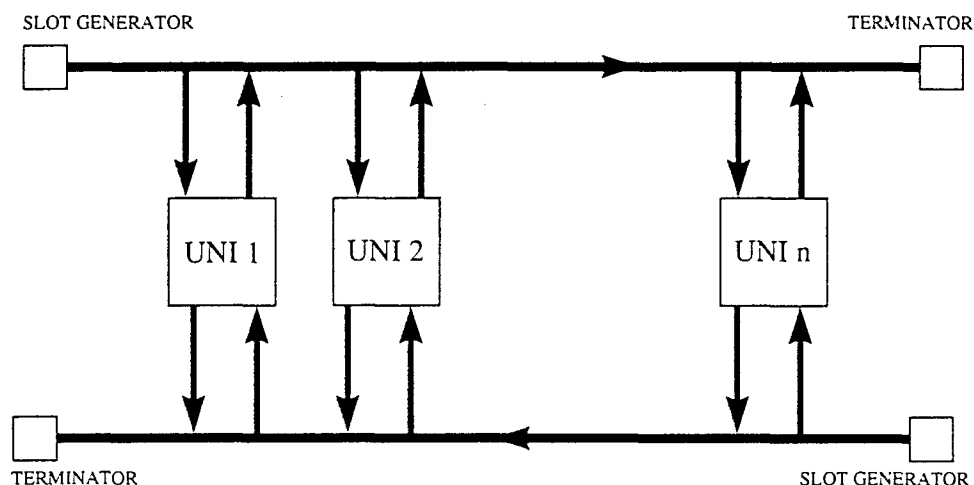 SLOT GENERATOR
TERMINATOR
UNI 1
UNI 2
UNI n
TERMINATOR
SLOT GENERATOR